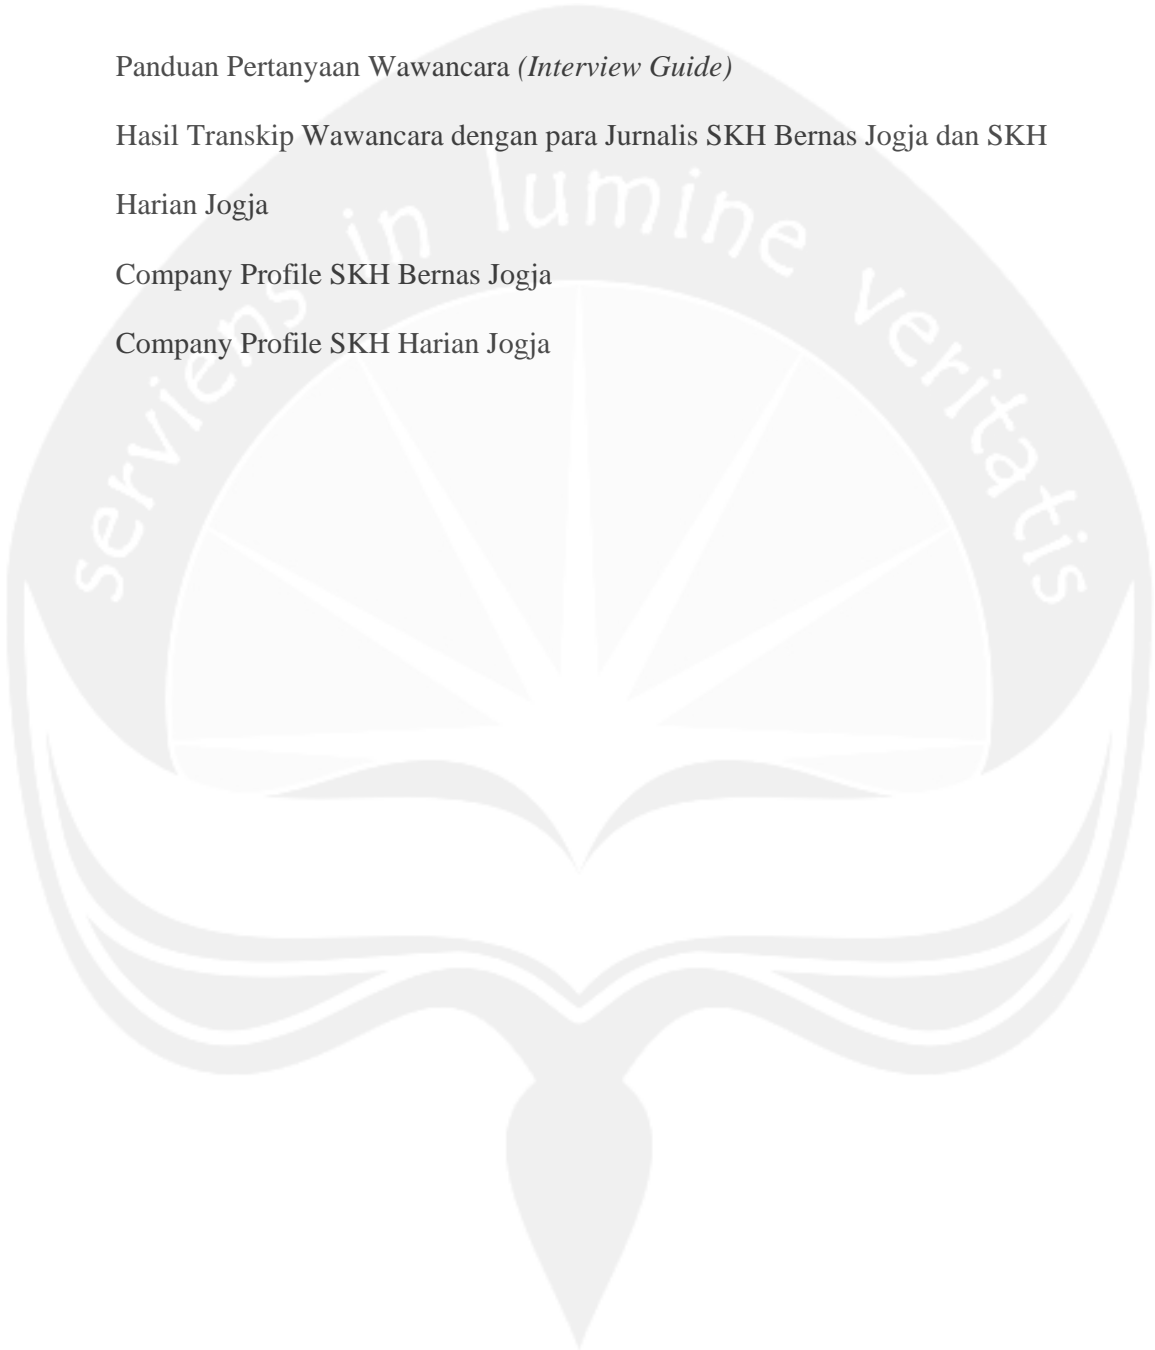 Panduan Pertanyaan Wawancara (Interview Guide)
Hasil Transkip Wawancara dengan para Jurnalis SKH Bernas Jogja dan SKH
Harian Jogja
Company Profile SKH Bernas Jogja
Company Profile SKH Harian Jogja
serviens in lumine veritatis